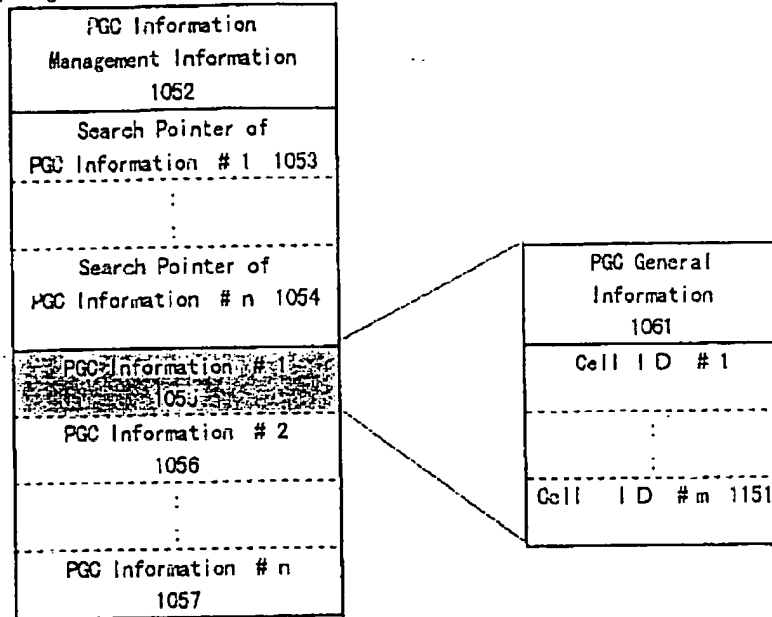 PGC Information
Management Information
1052
Search Pointer of
PGC Information # 1 1053
:
:
Search Pointer of
PGC Information # n 1054
PGC Information # 1
PGC Information # 2
1056
:
:
PGC Information # n
1057
PGC General
Information
1061
Cell I D # 1
:
:
Cell I D # m 1151